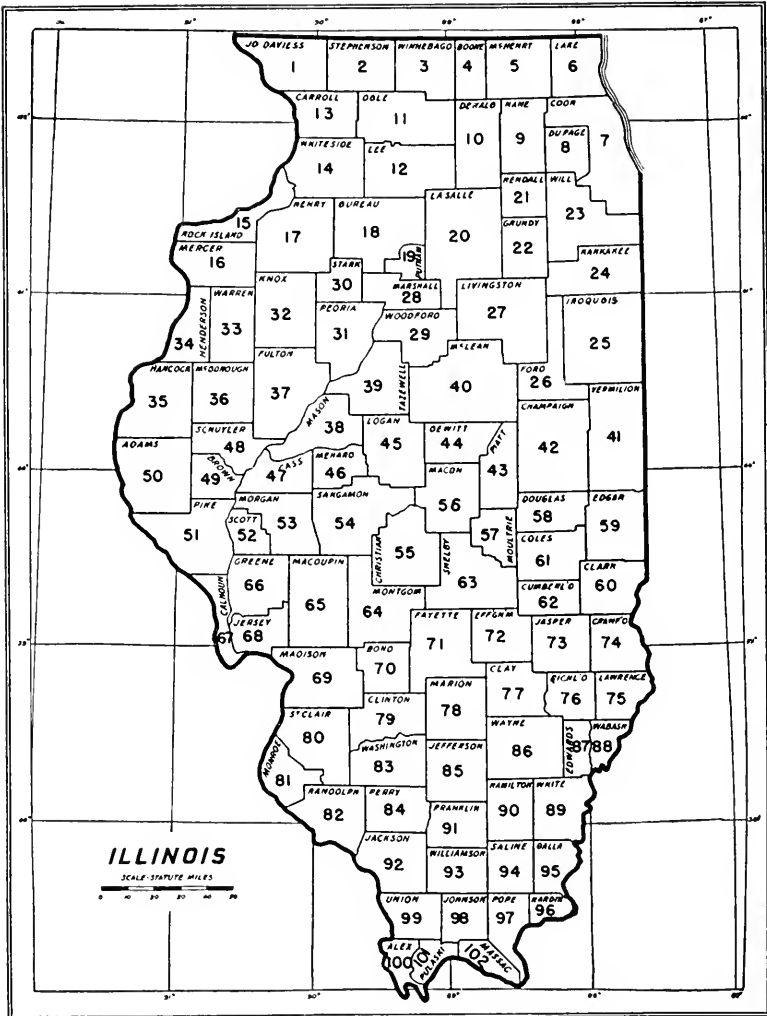 91° 90° 89° 88° 87°
JO DAVIESS STEPHENSON WINNEBAGO BOONE McHENRY LAKE
1 2 3 4 5 6
CARROLL OGLE DEKALB KANE COOK
13 11 10 9 7
DU PAGE
8
WHITESIDE LEE
14 12
KENDALL WILL
21 23
ROCK ISLAND
15
HENRY BUREAU LASALLE
17 18 20
GRUNDY
22
MERCER
16
PUTNAM
19
KANKAKEE
24
KNOX STARK MARSHALL LIVINGSTON
32 30 28 27
HENDERSON WARREN
34 33
PEORIA WOODFORD
31 29
IROQUOIS
25
HANCOCK McDONOUGH FULTON
35 36 37
TAZEWELL McLEAN FORD
39 40 26
VERMILION
41
SCHUYLER MASON LOGAN DEWITT PIATT CHAMPAIGN
48 38 45 44 43 42
ADAMS BROWN CASS MENARD
50 49 47 46
MACON
56
PIKE SCOTT MORGAN SANGAMON
51 52 53 54
CHRISTIAN SHELBY MOULTRIE DOUGLAS EDGAR
55 63 57 58 59
COLES
61
CLARK
60
CALHOUN GREENE MACOUPIN MONTGOM
67 66 65 64
CUMBERL'D
62
JERSEY
68
FAYETTE EFFGH'M JASPER CRAWF'D
71 72 73 74
MADISON BOND
69 70
CLAY RICHL'D LAWRENCE
77 76 75
CLINTON MARION
79 78
ST CLAIR
80
WAYNE EDWARDS WABASH
86 87 88
MONROE WASHINGTON JEFFERSON
81 83 85
RANDOLPH PERRY FRANKLIN HAMILTON WHITE
82 84 91 90 89
ILLINOIS
SCALE-STATUTE MILES
JACKSON WILLIAMSON SALINE GALLA
92 93 94 95
UNION JOHNSON POPE HARDIN
99 98 97 96
ALEX PULASKI MASSAC
100 101 102